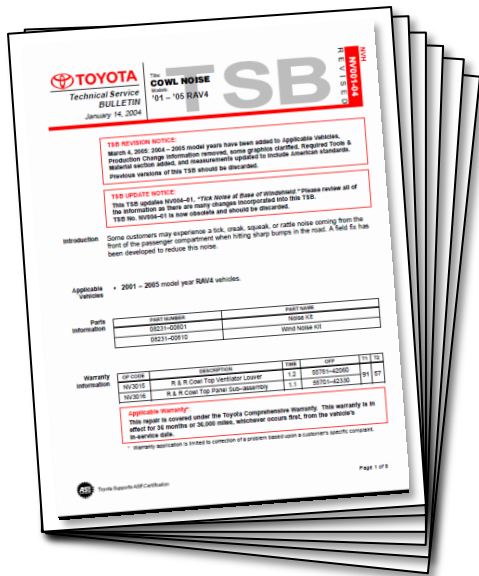 TOYOTA
Technical Service
BULLETIN
January 14, 2004
Title:
COWL NOISE
Models:
'01 – '05 RAV4
TSB
REVISED
NVH
NV001-04
TSB REVISION NOTICE:
March 4, 2005: 2004 – 2005 model years have been added to Applicable Vehicles,
Production Change Information removed, some graphics clarified, Required Tools &
Material section added, and measurements updated to include American standards.
Previous versions of this TSB should be discarded.
TSB UPDATE NOTICE:
This TSB updates NV004–01, "Tick Noise at Base of Windshield." Please review all of
the information as there are many changes incorporated into this TSB.
TSB No. NV004–01 is now obsolete and should be discarded.
Introduction
Some customers may experience a tick, creak, squeak, or rattle noise coming from the
front of the passenger compartment when hitting sharp bumps in the road. A field fix has
been developed to reduce this noise.
Applicable
Vehicles
• 2001 – 2005 model year RAV4 vehicles.
Parts
Information
PART NUMBER PART NAME
08231–00801 Noise Kit
08231–00810 Wind Noise Kit
Warranty
Information
OP CODE DESCRIPTION TIME OFP T1 T2
NV3015 R & R Cowl Top Ventilator Louver 1.2 55781–42060 91 57
NV3016 R & R Cowl Top Panel Sub–assembly 1.1 55701–42330
Applicable Warranty*:
This repair is covered under the Toyota Comprehensive Warranty. This warranty is in
effect for 36 months or 36,000 miles, whichever occurs first, from the vehicle's
in-service date.
* Warranty application is limited to correction of a problem based upon a customer's specific complaint.
ASE
Toyota Supports ASE Certification
Page 1 of 8